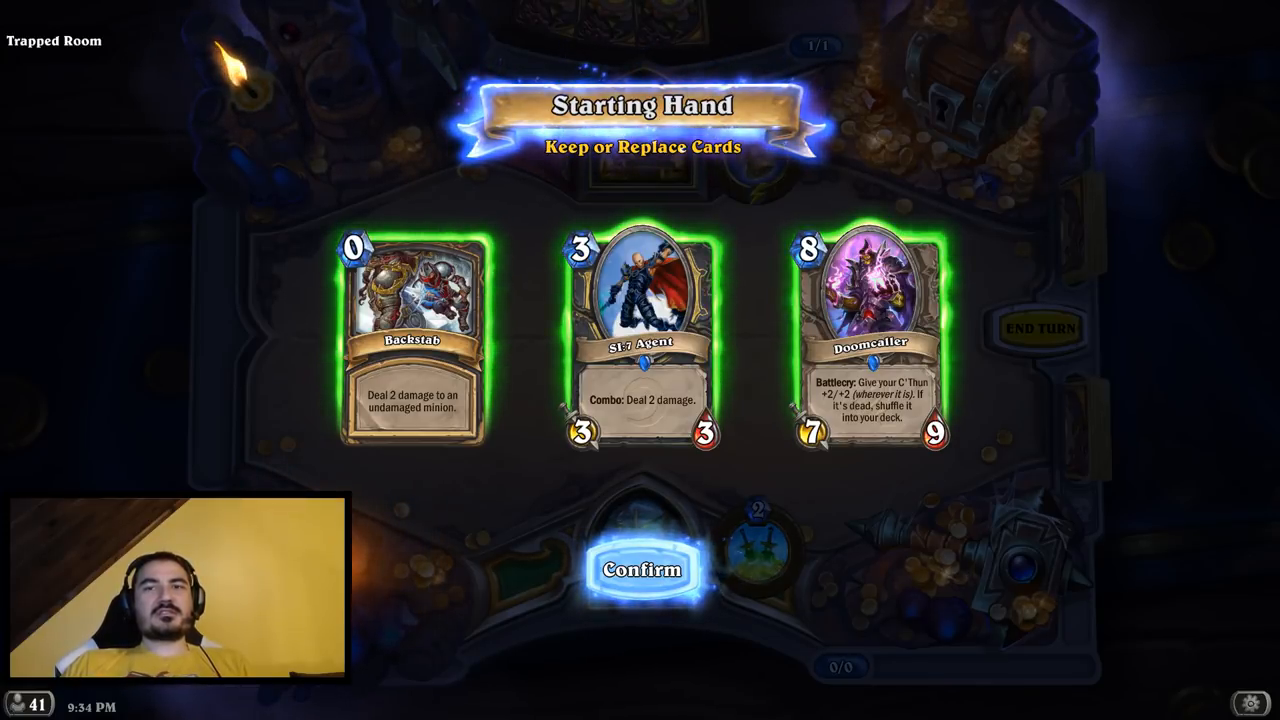 Trapped Room
1/1
Starting Hand
Keep or Replace Cards
0
Backstab
Deal 2 damage to an
undamaged minion.
3
SI:7 Agent
Combo: Deal 2 damage.
3
3
8
Doomcaller
Battlecry: Give your C'Thun
+2/+2 (wherever it is). If
it's dead, shuffle it
into your deck.
7
9
END TURN
2
Confirm
0/0
41
9:34 PM